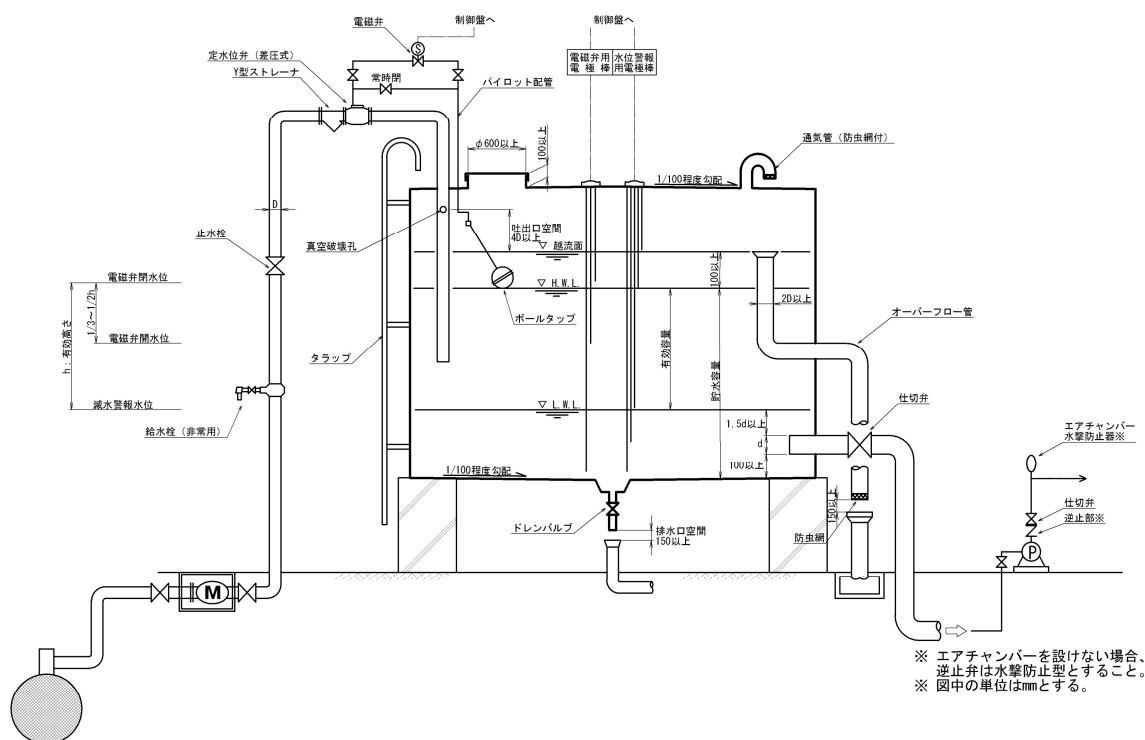 電磁弁
制御盤へ
制御盤へ
定水位弁（差圧式）
Y型ストレーナ
S
常時閉
パイロット配管
電磁弁用
電極棒
水位警報
用電極棒
通気管（防虫網付）
φ600以上
100以上
1/100程度勾配
D
真空破壊孔
吐出口空間
4D以上
▽ 越流面
止水栓
電磁弁閉水位
▽ H.W.L.
100以上
2D以上
ボールタップ
オーバーフロー管
h：有効高さ
1/3～1/2h
電磁弁開水位
タラップ
有効容量
貯水容量
減水警報水位
給水栓（非常用）
▽ L.W.L.
1.5d以上
d
100以上
仕切弁
エアチャンバー
水撃防止器※
1/100程度勾配
ドレンバルブ
排水口空間
150以上
150以上
防虫網
仕切弁
逆止部※
P
M
※ エアチャンバーを設けない場合、
逆止弁は水撃防止型とすること。
※ 図中の単位はmmとする。